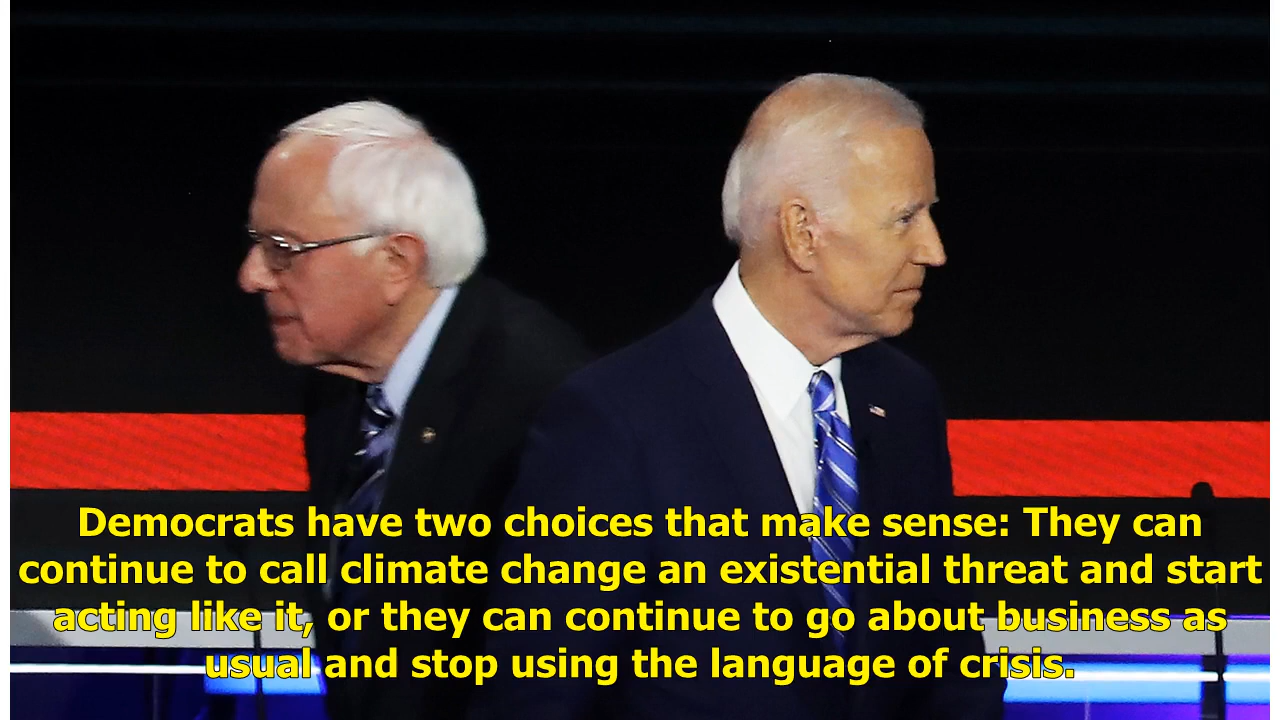 Democrats have two choices that make sense: They can
continue to call climate change an existential threat and start
acting like it, or they can continue to go about business as
usual and stop using the language of crisis.